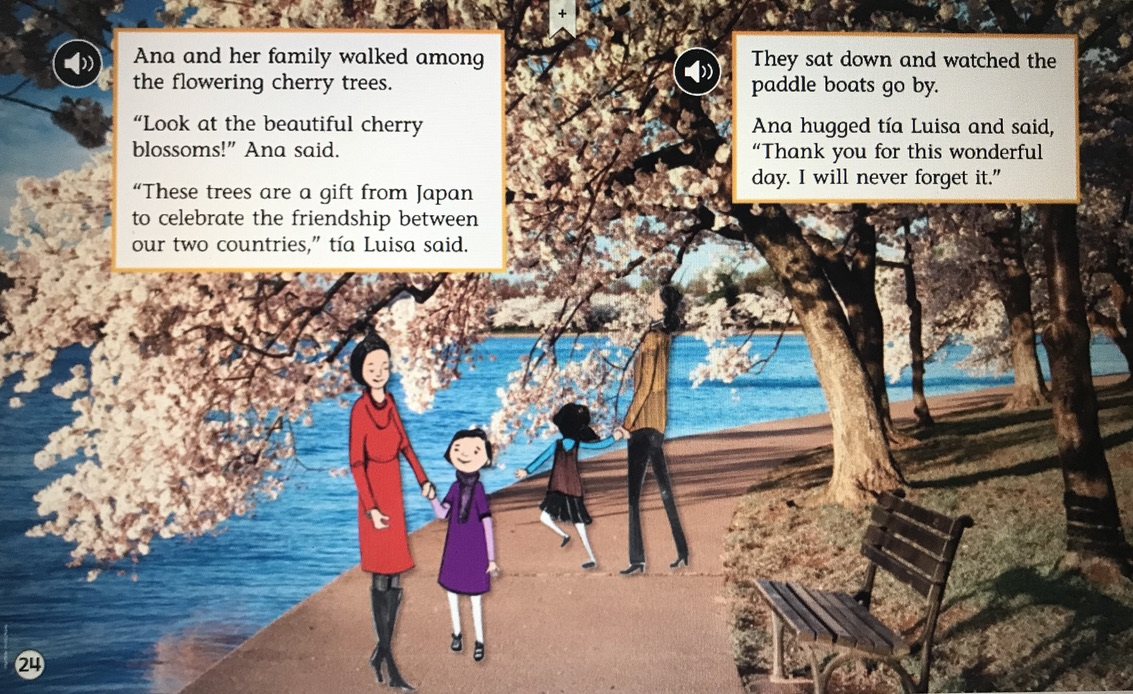 Ana and her family walked among
the flowering cherry trees.
“Look at the beautiful cherry
blossoms!” Ana said.
“These trees are a gift from Japan
to celebrate the friendship between
our two countries,” tía Luisa said.
They sat down and watched the
paddle boats go by.
Ana hugged tía Luisa and said,
“Thank you for this wonderful
day. I will never forget it.”
24